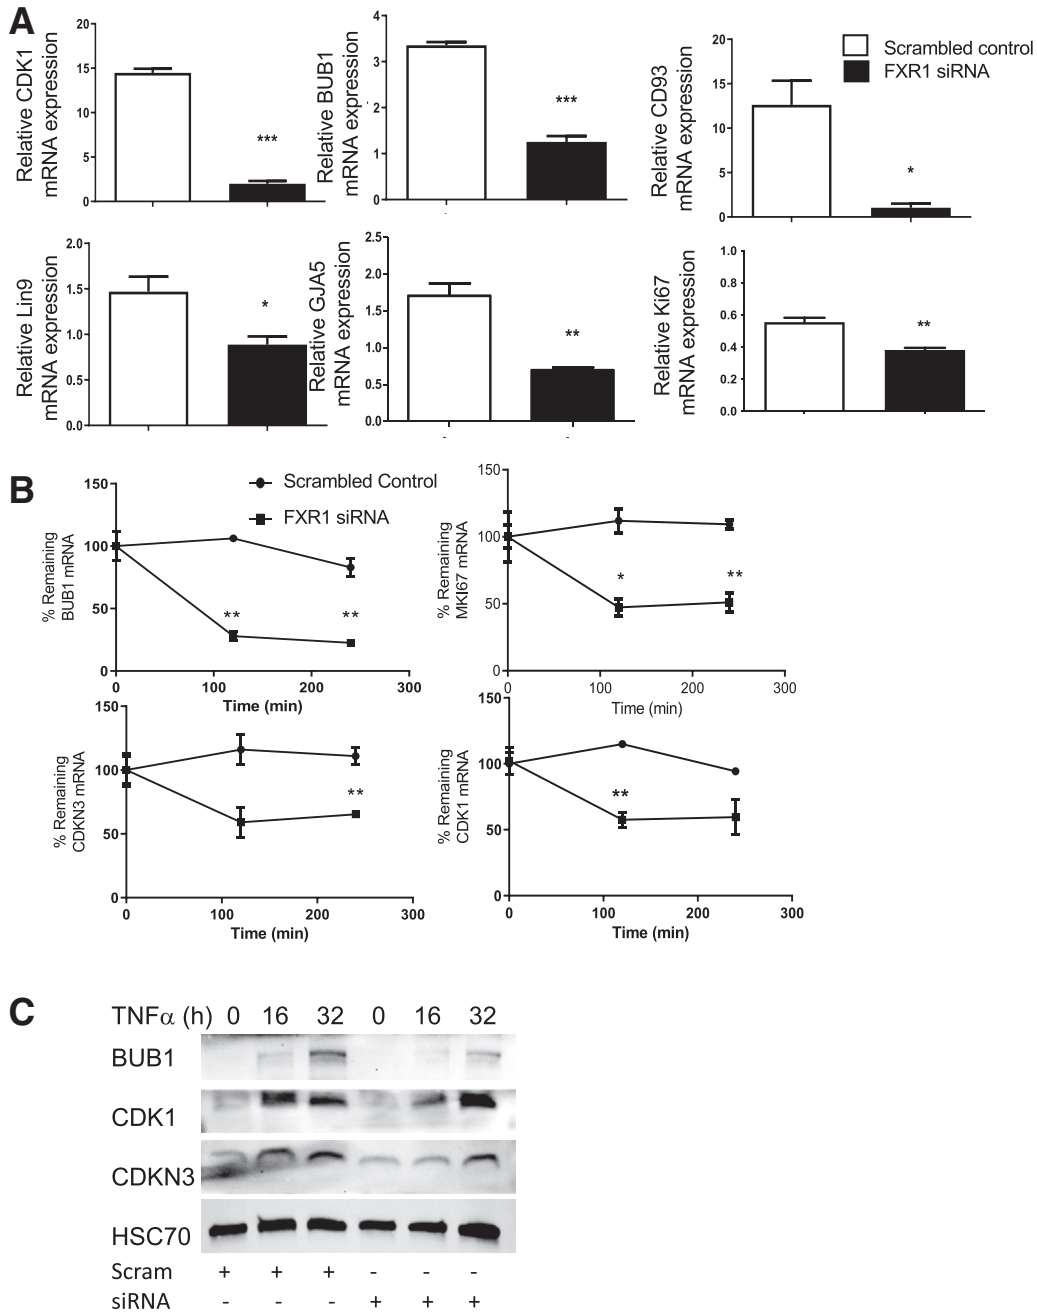 A
Relative CDK1
mRNA expression
20
15
10
5
0
***
Relative BUB1
mRNA expression
4
3
2
1
0
***
Relative CD93
mRNA expression
20
15
10
5
0
*
Scrambled control
FXR1 siRNA
Relative Lin9
mRNA expression
2.0
1.5
1.0
0.5
0.0
*
Relative GJA5
mRNA expression
2.5
2.0
1.5
1.0
0.5
0.0
**
Relative Ki67
mRNA expression
1.0
0.8
0.6
0.4
0.2
0.0
**
B
Scrambled Control
FXR1 siRNA
% Remaining
BUB1 mRNA
150
100
50
0
** **
0 100 200 300
Time (min)
% Remaining
MKI67 mRNA
150
100
50
0
* **
0 100 200 300
Time (min)
% Remaining
CDKN3 mRNA
150
100
50
0
**
0 100 200 300
Time (min)
% Remaining
CDK1 mRNA
150
100
50
0
**
0 100 200 300
Time (min)
C
TNFα (h) 0 16 32 0 16 32
BUB1
CDK1
CDKN3
HSC70
Scram + + + - - -
siRNA - - - + + +